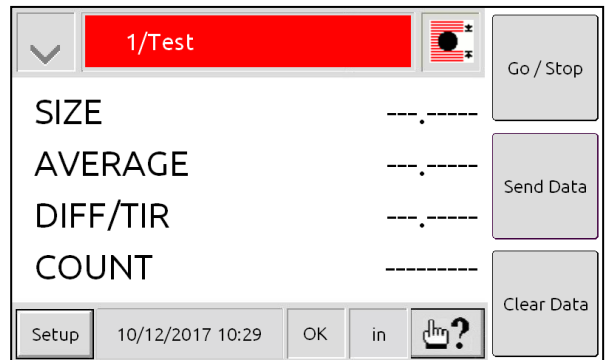 1/Test
Go / Stop
SIZE ---.-----
AVERAGE ---.-----
Send Data
DIFF/TIR ---.-----
COUNT ---------
Clear Data
Setup 10/12/2017 10:29 OK in ?